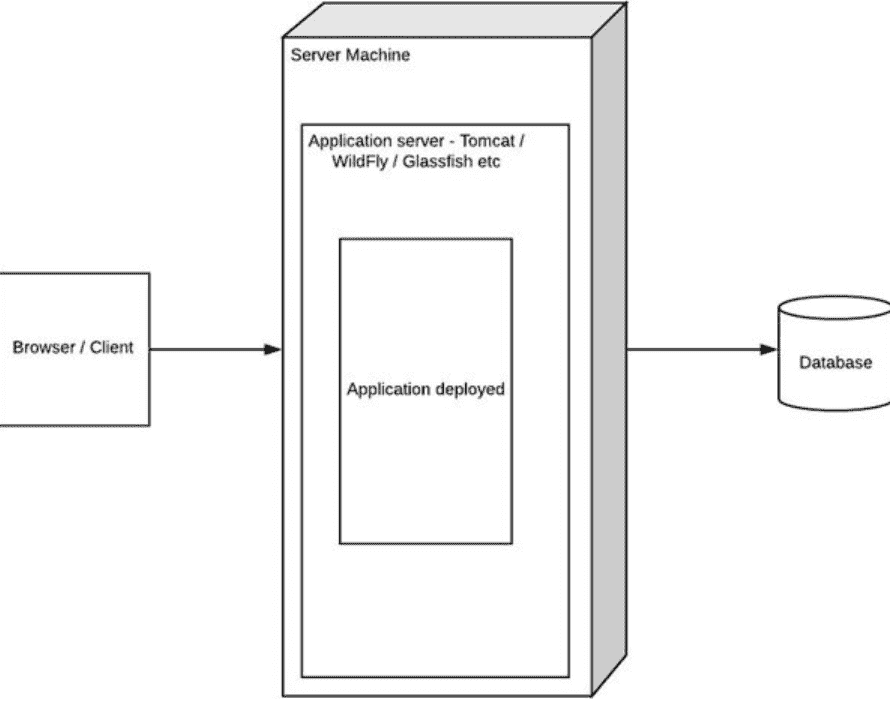 Server Machine
Application server - Tomcat /
WildFly / Glassfish etc
Browser / Client
Application deployed
Database